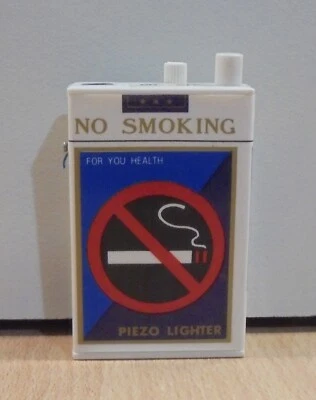 NO SMOKING
FOR YOU HEALTH
PIEZO LIGHTER